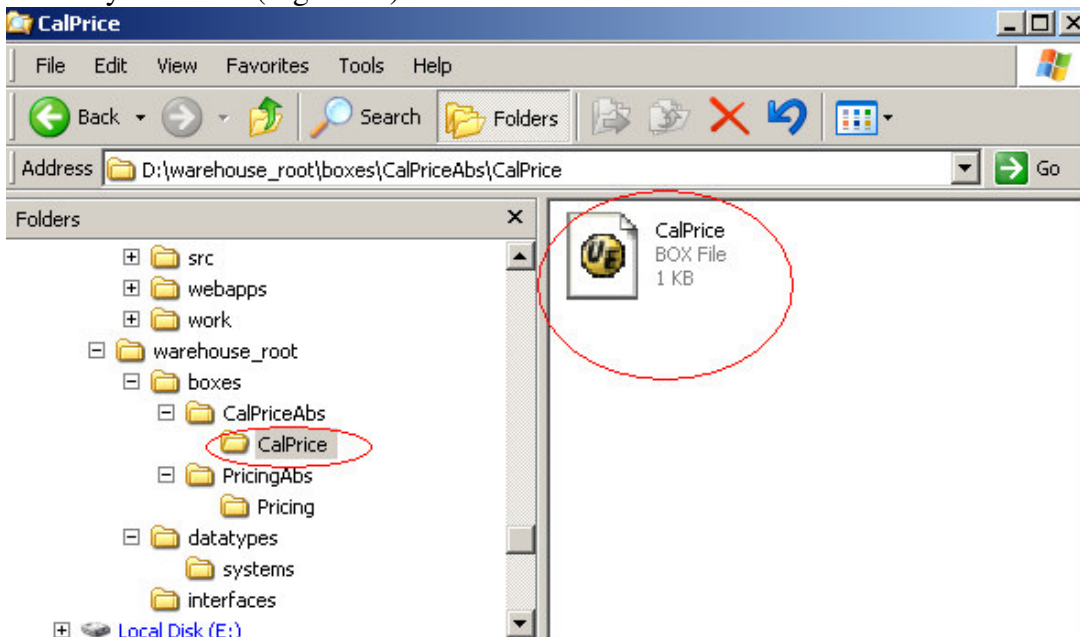 CalPrice
File Edit View Favorites Tools Help
Back Search Folders
Address D:\warehouse_root\boxes\CalPriceAbs\CalPrice Go
Folders
CalPrice
BOX File
1 KB
src
webapps
work
warehouse_root
boxes
CalPriceAbs
CalPrice
PricingAbs
Pricing
datatypes
systems
interfaces
Local Disk (E:)